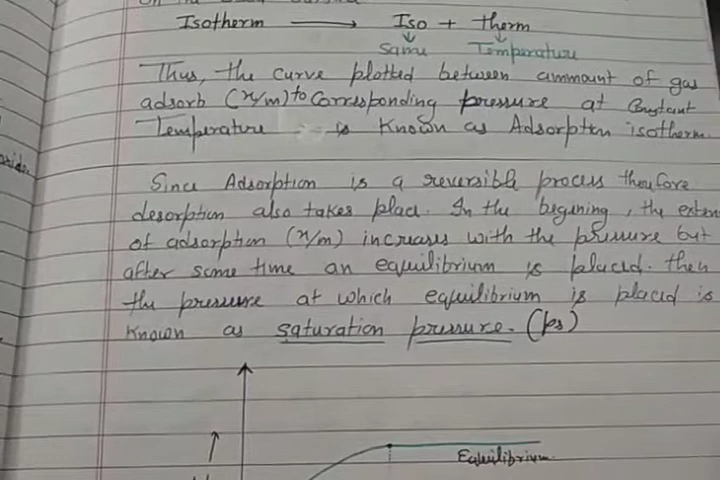 Isotherm → Iso + therm
Same Temperature
Thus, the curve plotted between ammount of gas
adsorb (x/m) to corresponding pressure at Constant
Temperature is Known as Adsorption isotherm.
Since Adsorption is a reversible process therefore
desorption also takes place. In the begining, the exten
of adsorption (x/m) increases with the pressure but
after some time an equilibrium is placed. then
the pressure at which equilibrium is placed is
Known as saturation pressure. (ps)
Equilibrium